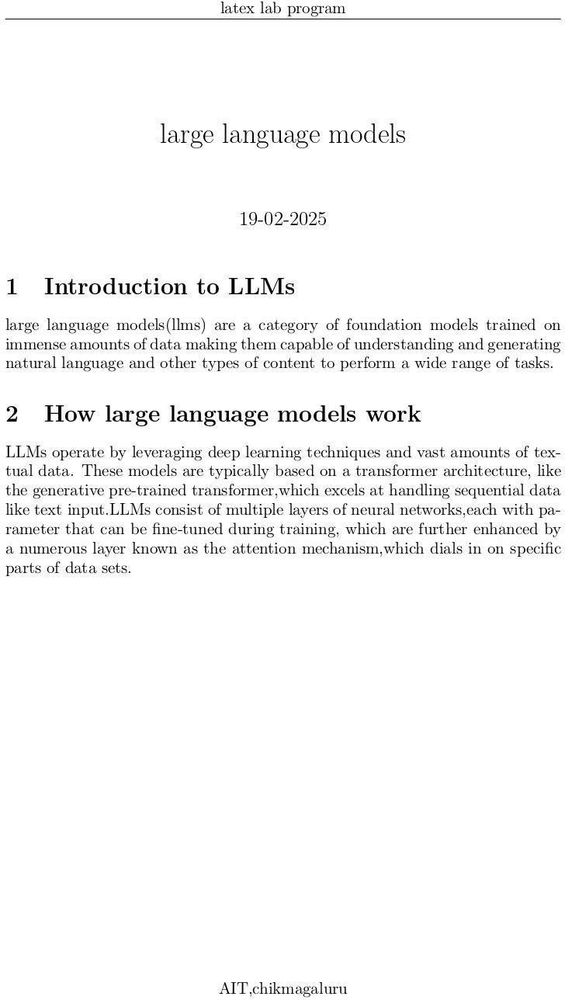 latex lab program
large language models
19-02-2025
1 Introduction to LLMs
large language models(llms) are a category of foundation models trained on
immense amounts of data making them capable of understanding and generating
natural language and other types of content to perform a wide range of tasks.
2 How large language models work
LLMs operate by leveraging deep learning techniques and vast amounts of tex-
tual data. These models are typically based on a transformer architecture, like
the generative pre-trained transformer,which excels at handling sequential data
like text input.LLMs consist of multiple layers of neural networks,each with pa-
rameter that can be fine-tuned during training, which are further enhanced by
a numerous layer known as the attention mechanism,which dials in on specific
parts of data sets.
AIT,chikmagaluru